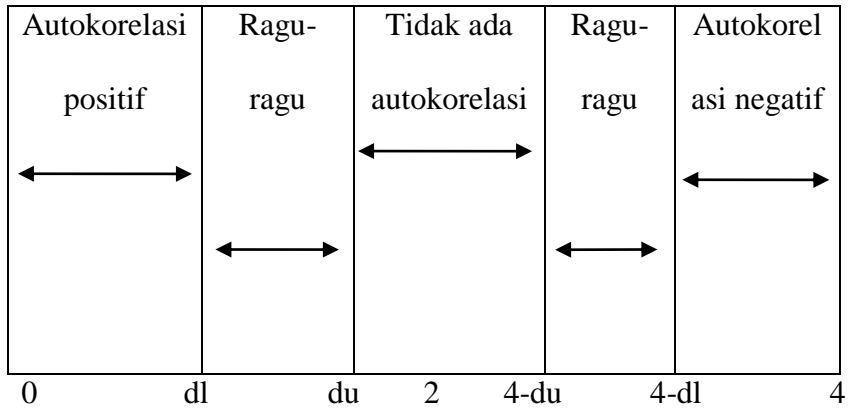 Autokorelasi Ragu- Tidak ada Ragu- Autokorel
positif ragu autokorelasi ragu asi negatif
0 dl du 2 4-du 4-dl 4